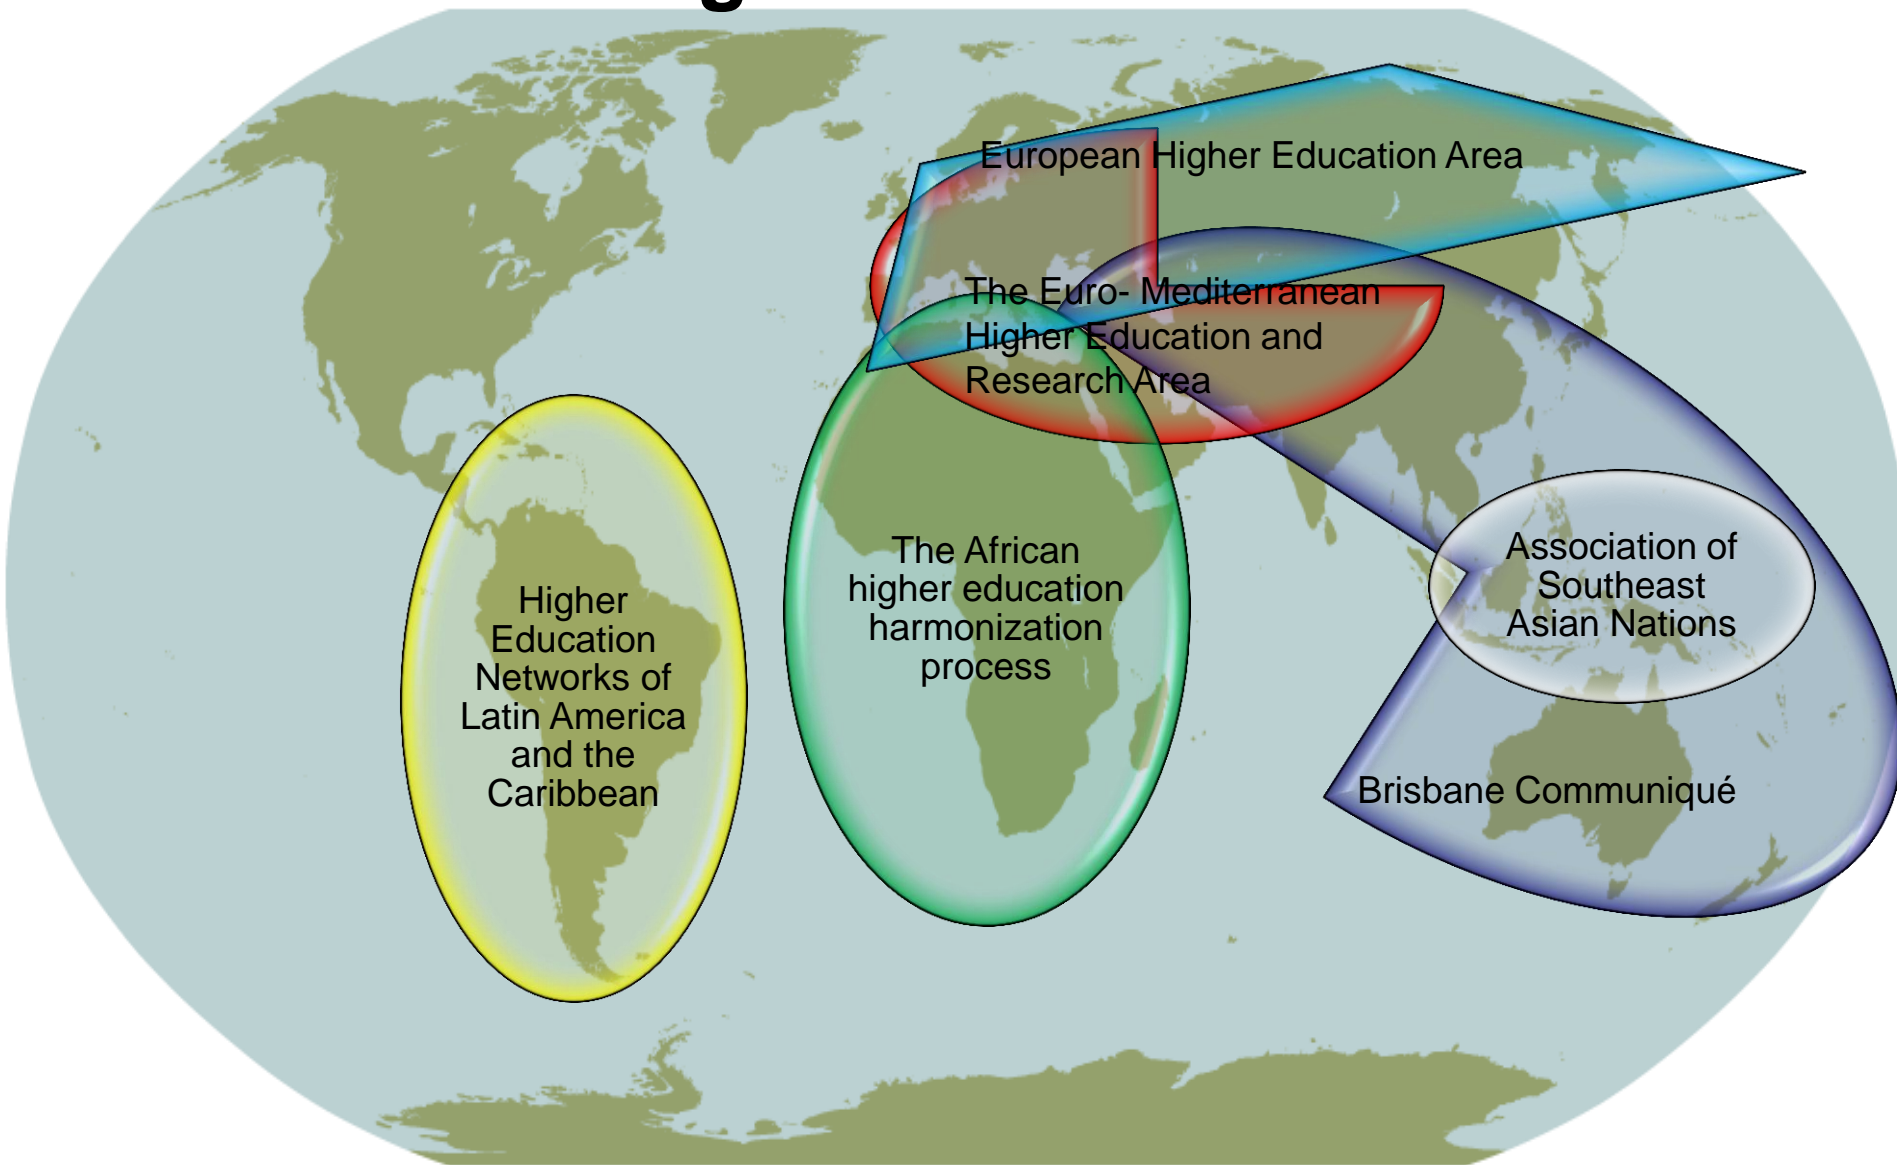 European Higher Education Area
The Euro- Mediterranean
Higher Education and
Research Area
The African
higher education
harmonization
process
Association of
Southeast
Asian Nations
Higher
Education
Networks of
Latin America
and the
Caribbean
Brisbane Communiqué